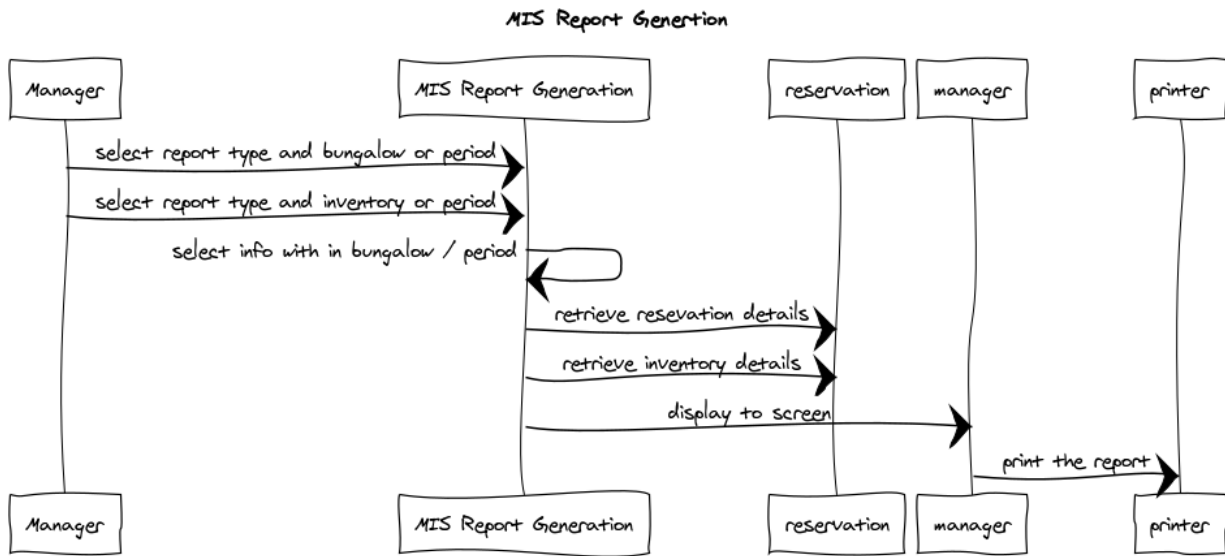 MIS Report Genertion
Manager
MIS Report Generation
reservation
manager
printer
select report type and bungalow or period
select report type and inventory or period
select info with in bungalow / period
retrieve resevation details
retrieve inventory details
display to screen
print the report
Manager
MIS Report Generation
reservation
manager
printer